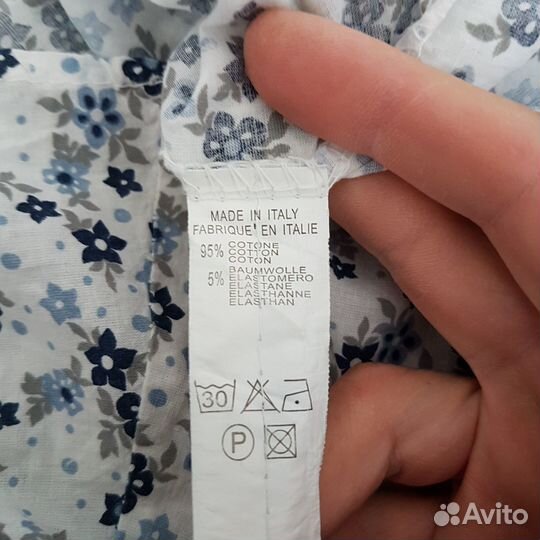 MADE IN ITALY
FABRIQUE' EN ITALIE
95% COTONE
COTTON
COTON
BAUMWOLLE
5% ELASTOMERO
ELASTANE
ELASTHANNE
ELASTHAN
30
P
Avito